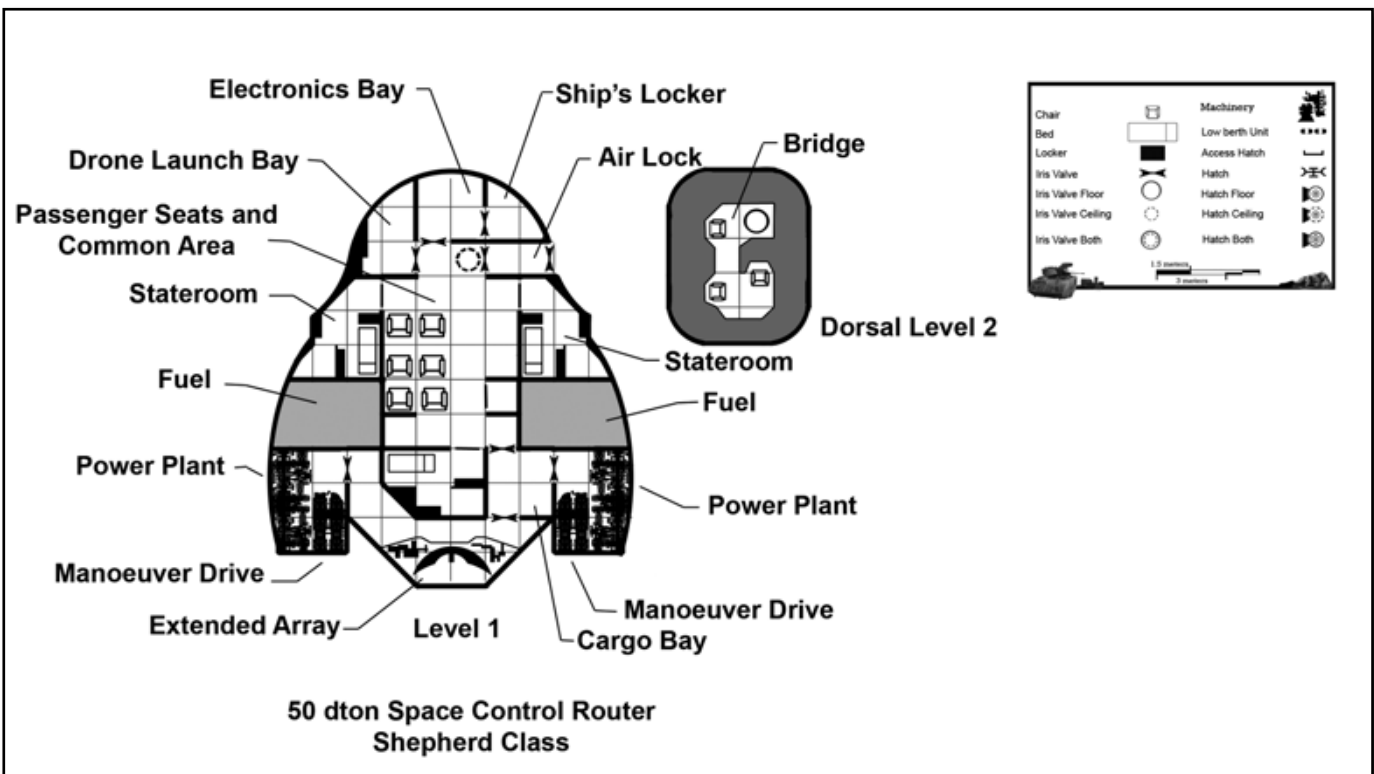 Electronics Bay
Ship's Locker
Drone Launch Bay
Air Lock
Bridge
Passenger Seats and
Common Area
Stateroom
Dorsal Level 2
Stateroom
Fuel
Fuel
Power Plant
Power Plant
Manoeuver Drive
Manoeuver Drive
Extended Array
Level 1
Cargo Bay
50 dton Space Control Router
Shepherd Class
Chair
Machinery
Bed
Low berth Unit
Locker
Access Hatch
Iris Valve
Hatch
Iris Valve Floor
Hatch Floor
Iris Valve Ceiling
Hatch Ceiling
Iris Valve Both
Hatch Both
1.5 meters
3 meters